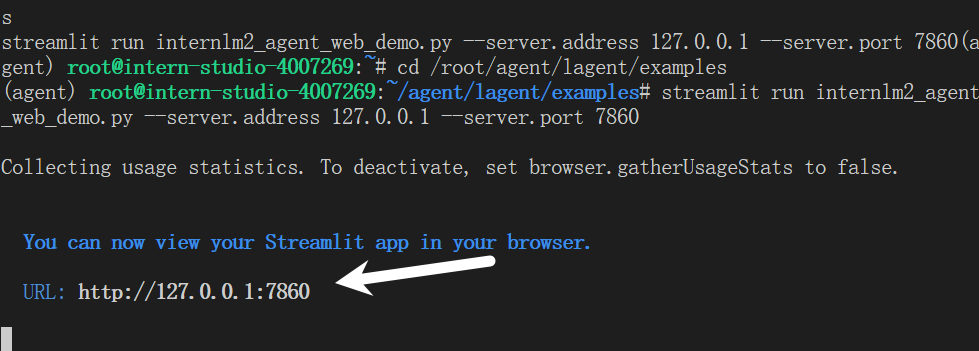 s
streamlit run internlm2_agent_web_demo.py --server.address 127.0.0.1 --server.port 7860(a
gent) root@intern-studio-4007269:~# cd /root/agent/lagent/examples
(agent) root@intern-studio-4007269:~/agent/lagent/examples# streamlit run internlm2_agent
_web_demo.py --server.address 127.0.0.1 --server.port 7860
Collecting usage statistics. To deactivate, set browser.gatherUsageStats to false.
You can now view your Streamlit app in your browser.
URL: http://127.0.0.1:7860